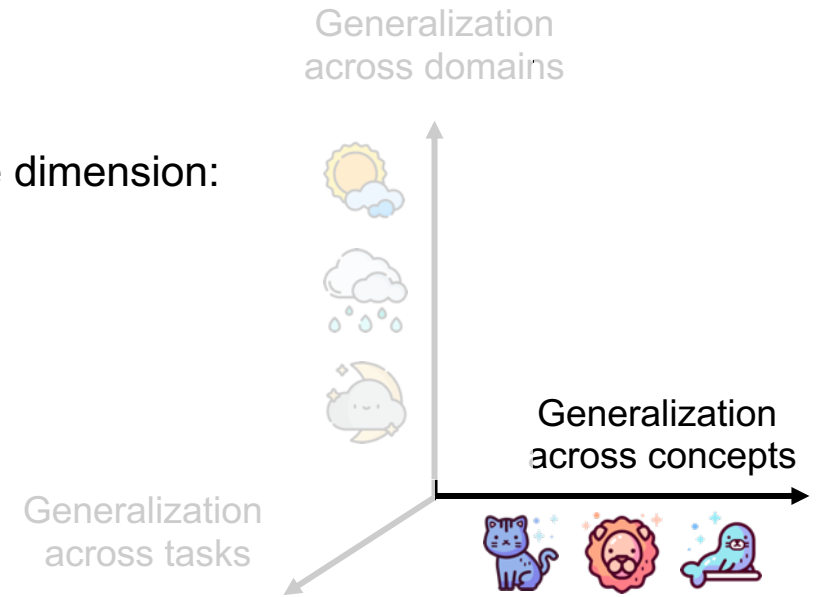 Generalization
across domains
dimension:
Generalization
across concepts
Generalization
across tasks